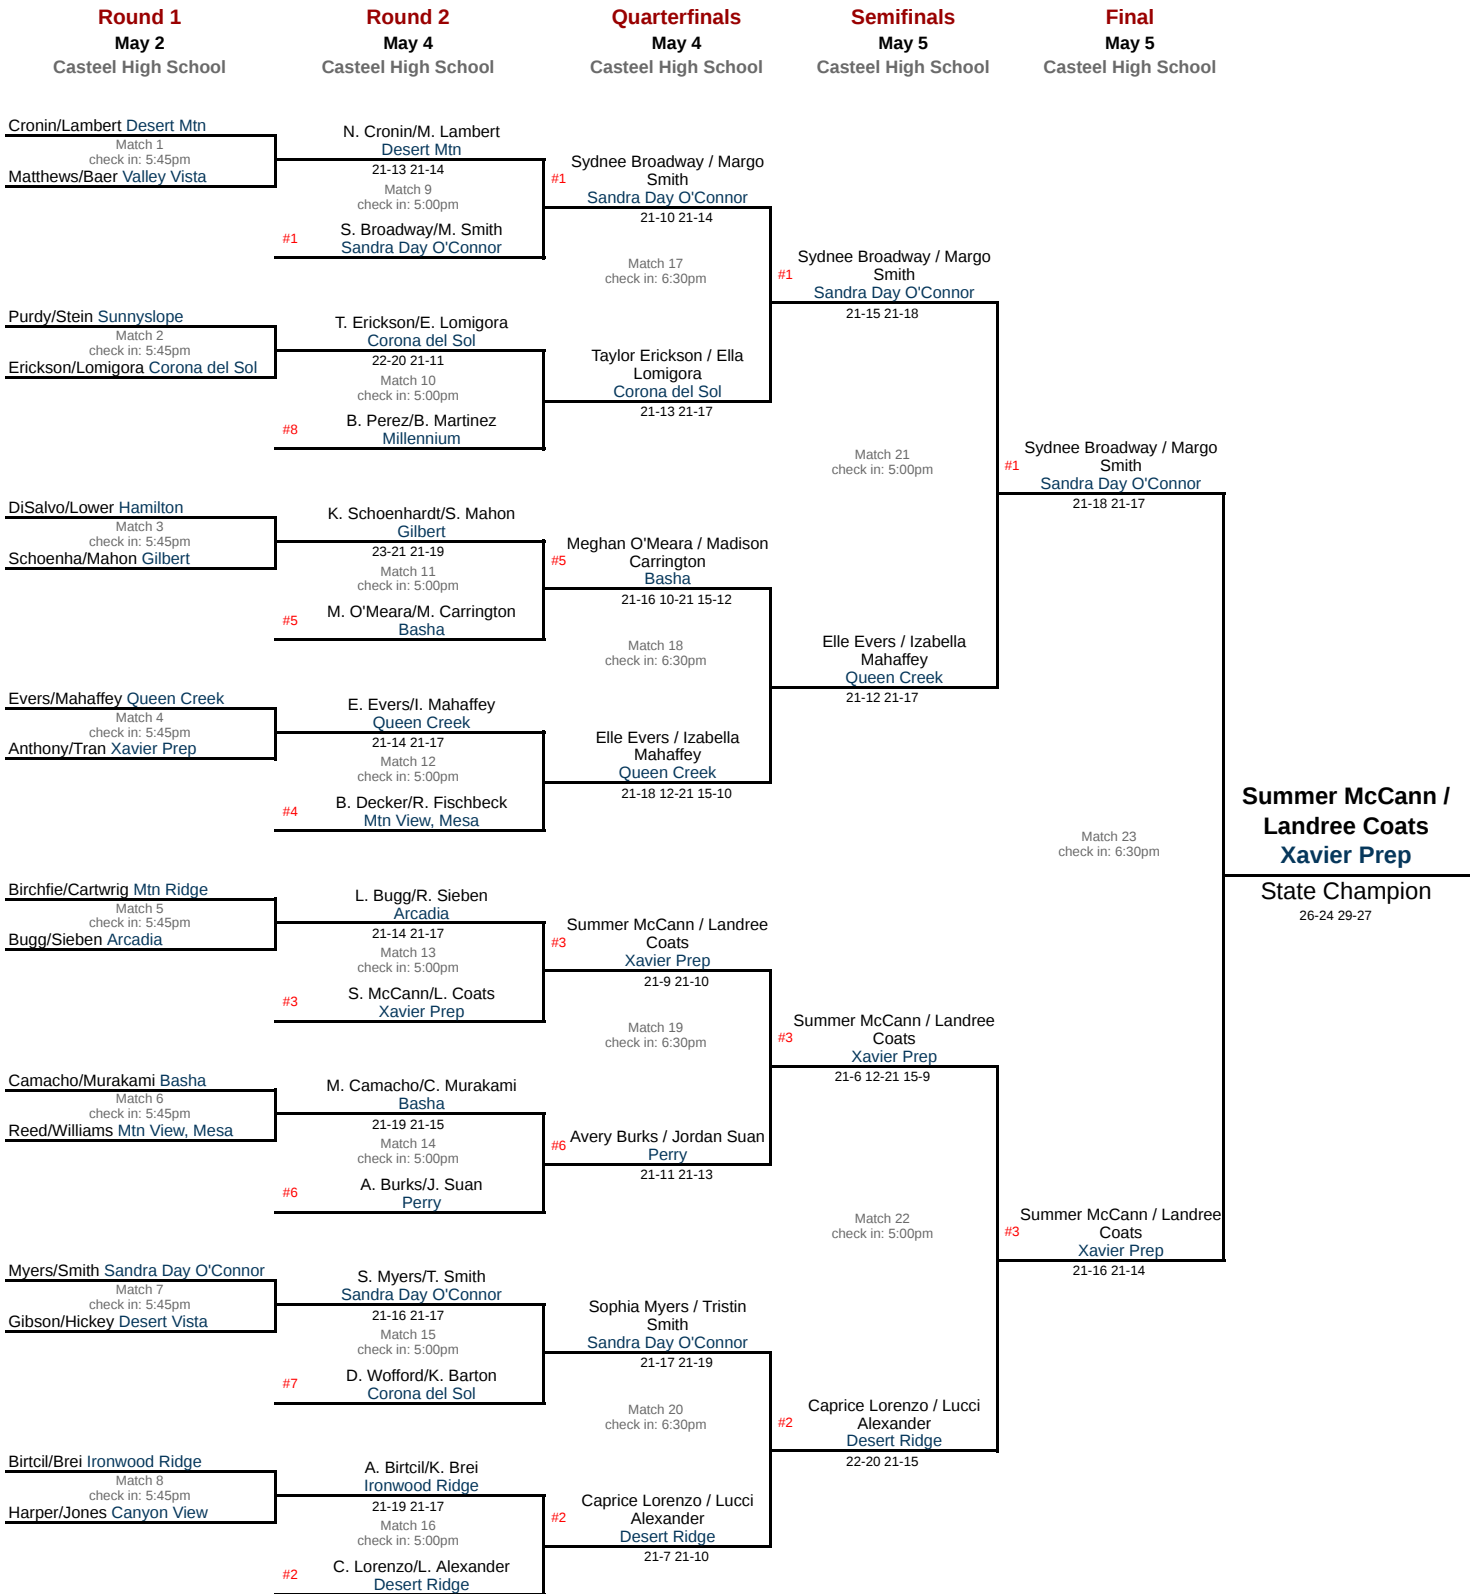 Round 1
May 2
Casteel High School
Round 2
May 4
Casteel High School
Quarterfinals
May 4
Casteel High School
Semifinals
May 5
Casteel High School
Final
May 5
Casteel High School
Cronin/Lambert Desert Mtn
Match 1
check in: 5:45pm
Matthews/Baer Valley Vista
Purdy/Stein Sunnyslope
Match 2
check in: 5:45pm
Erickson/Lomigora Corona del Sol
DiSalvo/Lower Hamilton
Match 3
check in: 5:45pm
Schoenha/Mahon Gilbert
Evers/Mahaffey Queen Creek
Match 4
check in: 5:45pm
Anthony/Tran Xavier Prep
Birchfie/Cartwrig Mtn Ridge
Match 5
check in: 5:45pm
Bugg/Sieben Arcadia
Camacho/Murakami Basha
Match 6
check in: 5:45pm
Reed/Williams Mtn View, Mesa
Myers/Smith Sandra Day O'Connor
Match 7
check in: 5:45pm
Gibson/Hickey Desert Vista
Birtcil/Brei Ironwood Ridge
Match 8
check in: 5:45pm
Harper/Jones Canyon View
N. Cronin/M. Lambert
Desert Mtn
21-13 21-14
Match 9
check in: 5:00pm
#1 S. Broadway/M. Smith
Sandra Day O'Connor
T. Erickson/E. Lomigora
Corona del Sol
22-20 21-11
Match 10
check in: 5:00pm
#8 B. Perez/B. Martinez
Millennium
K. Schoenhardt/S. Mahon
Gilbert
23-21 21-19
Match 11
check in: 5:00pm
#5 M. O'Meara/M. Carrington
Basha
E. Evers/I. Mahaffey
Queen Creek
21-14 21-17
Match 12
check in: 5:00pm
#4 B. Decker/R. Fischbeck
Mtn View, Mesa
L. Bugg/R. Sieben
Arcadia
21-14 21-17
Match 13
check in: 5:00pm
#3 S. McCann/L. Coats
Xavier Prep
M. Camacho/C. Murakami
Basha
21-19 21-15
Match 14
check in: 5:00pm
#6 A. Burks/J. Suan
Perry
S. Myers/T. Smith
Sandra Day O'Connor
21-16 21-17
Match 15
check in: 5:00pm
#7 D. Wofford/K. Barton
Corona del Sol
A. Birtcil/K. Brei
Ironwood Ridge
21-19 21-17
Match 16
check in: 5:00pm
#2 C. Lorenzo/L. Alexander
Desert Ridge
#1 Sydnee Broadway / Margo
Smith
Sandra Day O'Connor
21-10 21-14
Match 17
check in: 6:30pm
Taylor Erickson / Ella
Lomigora
Corona del Sol
21-13 21-17
#5 Meghan O'Meara / Madison
Carrington
Basha
21-16 10-21 15-12
Match 18
check in: 6:30pm
Elle Evers / Izabella
Mahaffey
Queen Creek
21-18 12-21 15-10
#3 Summer McCann / Landree
Coats
Xavier Prep
21-9 21-10
Match 19
check in: 6:30pm
#6 Avery Burks / Jordan Suan
Perry
21-11 21-13
Sophia Myers / Tristin
Smith
Sandra Day O'Connor
21-17 21-19
Match 20
check in: 6:30pm
#2 Caprice Lorenzo / Lucci
Alexander
Desert Ridge
21-7 21-10
#1 Sydnee Broadway / Margo
Smith
Sandra Day O'Connor
21-15 21-18
Match 21
check in: 5:00pm
Elle Evers / Izabella
Mahaffey
Queen Creek
21-12 21-17
#3 Summer McCann / Landree
Coats
Xavier Prep
21-6 12-21 15-9
Match 22
check in: 5:00pm
#2 Caprice Lorenzo / Lucci
Alexander
Desert Ridge
22-20 21-15
#1 Sydnee Broadway / Margo
Smith
Sandra Day O'Connor
21-18 21-17
Match 23
check in: 6:30pm
#3 Summer McCann / Landree
Coats
Xavier Prep
21-16 21-14
Summer McCann /
Landree Coats
Xavier Prep
State Champion
26-24 29-27